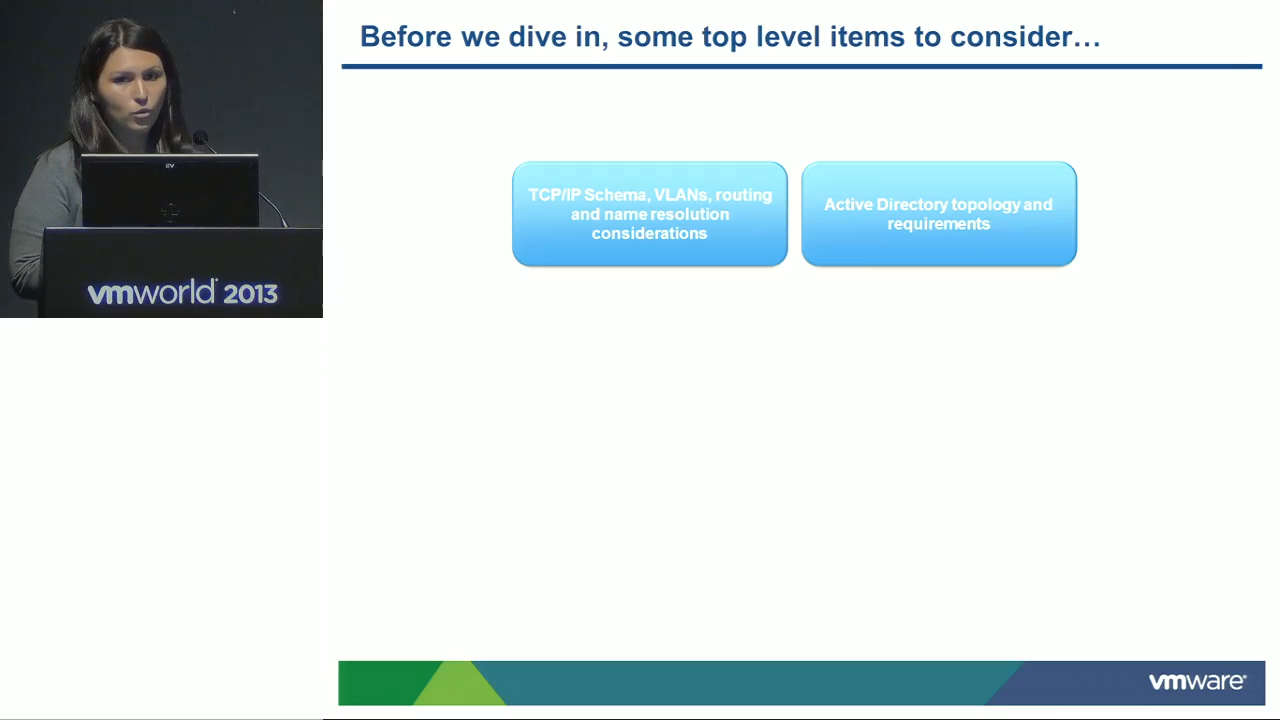 Before we dive in, some top level items to consider…
TCP/IP Schema, VLANs, routing
and name resolution
considerations
Active Directory topology and
requirements
vmworld 2013
vmware